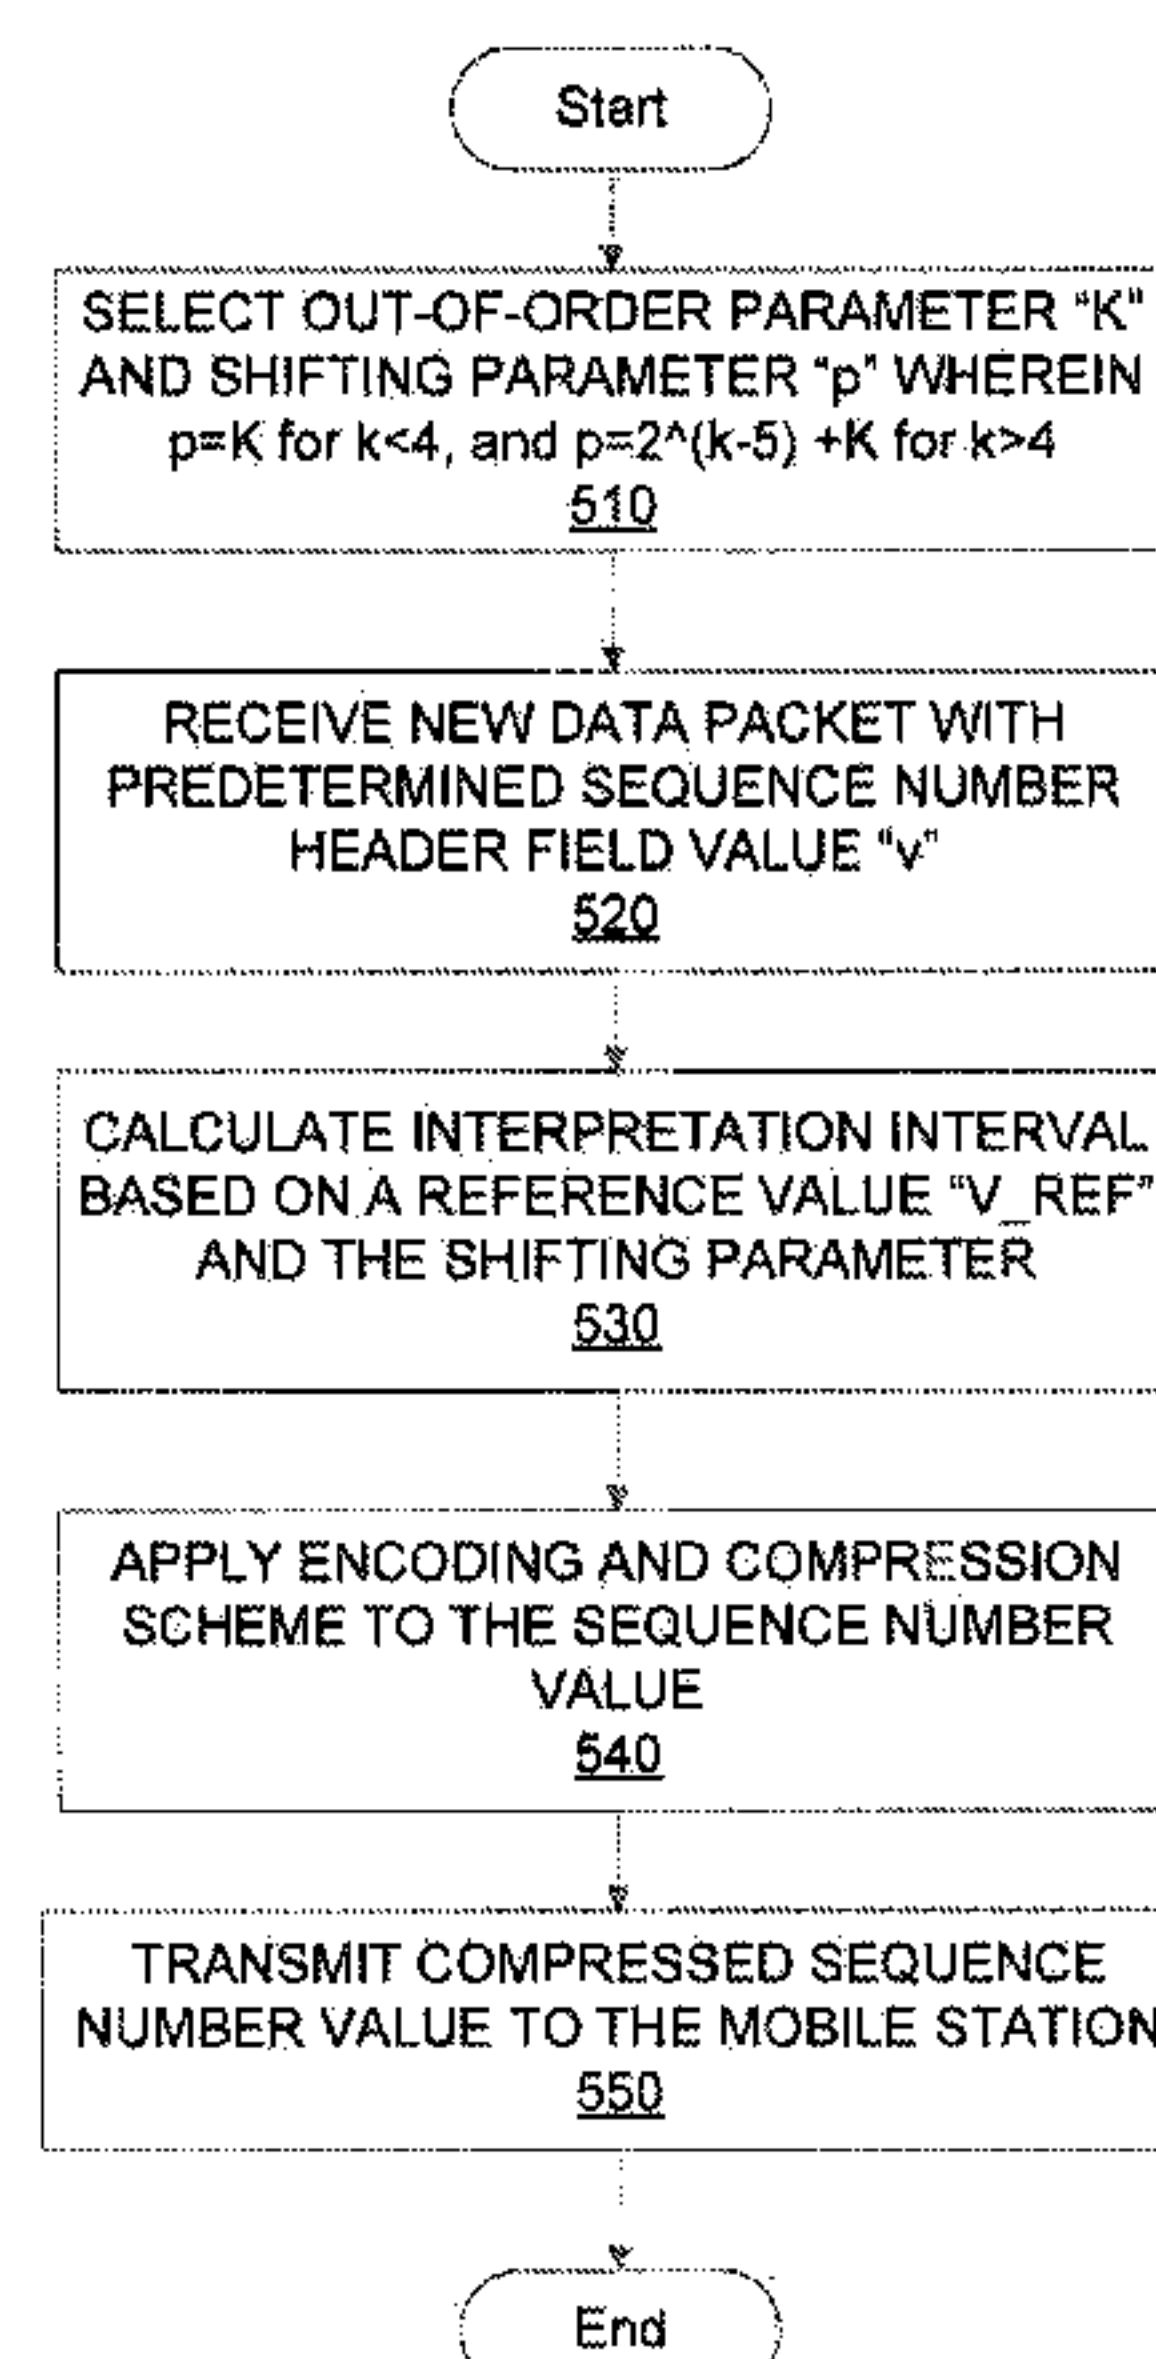 Start
SELECT OUT-OF-ORDER PARAMETER “K”
AND SHIFTING PARAMETER “p” WHEREIN
p=K for k<4, and p=2^(k-5) +K for k>4
510
RECEIVE NEW DATA PACKET WITH
PREDETERMINED SEQUENCE NUMBER
HEADER FIELD VALUE “v”
520
CALCULATE INTERPRETATION INTERVAL
BASED ON A REFERENCE VALUE “V_REF”
AND THE SHIFTING PARAMETER
530
APPLY ENCODING AND COMPRESSION
SCHEME TO THE SEQUENCE NUMBER
VALUE
540
TRANSMIT COMPRESSED SEQUENCE
NUMBER VALUE TO THE MOBILE STATION
550
End